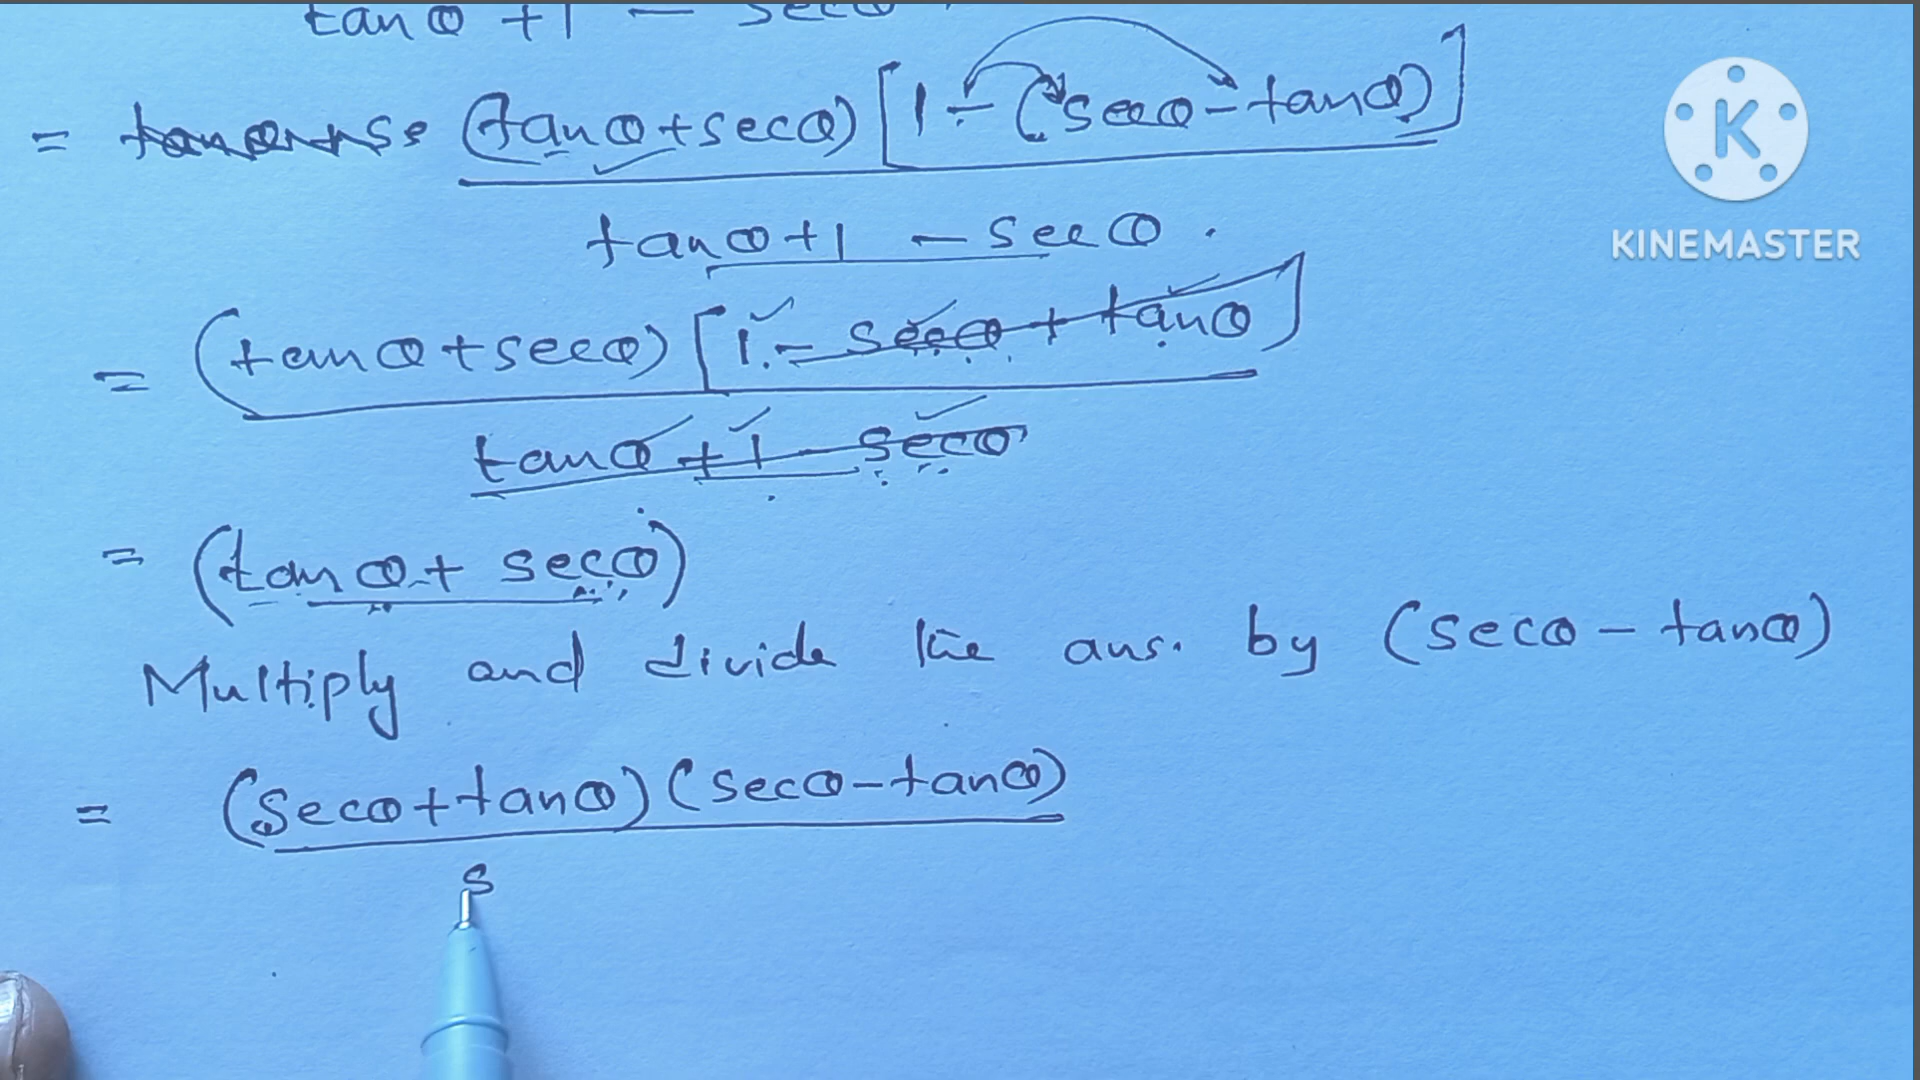 tanθ + 1 - secθ
= (tanθ + secθ) [1 - (secθ - tanθ)]
tanθ + 1 - secθ.
= (tanθ + secθ) [1 - secθ + tanθ]
tanθ + 1 - secθ
= (tanθ + secθ)
Multiply and divide the ans. by (secθ - tanθ)
= (secθ + tanθ) (secθ - tanθ)
s
K
KINEMASTER